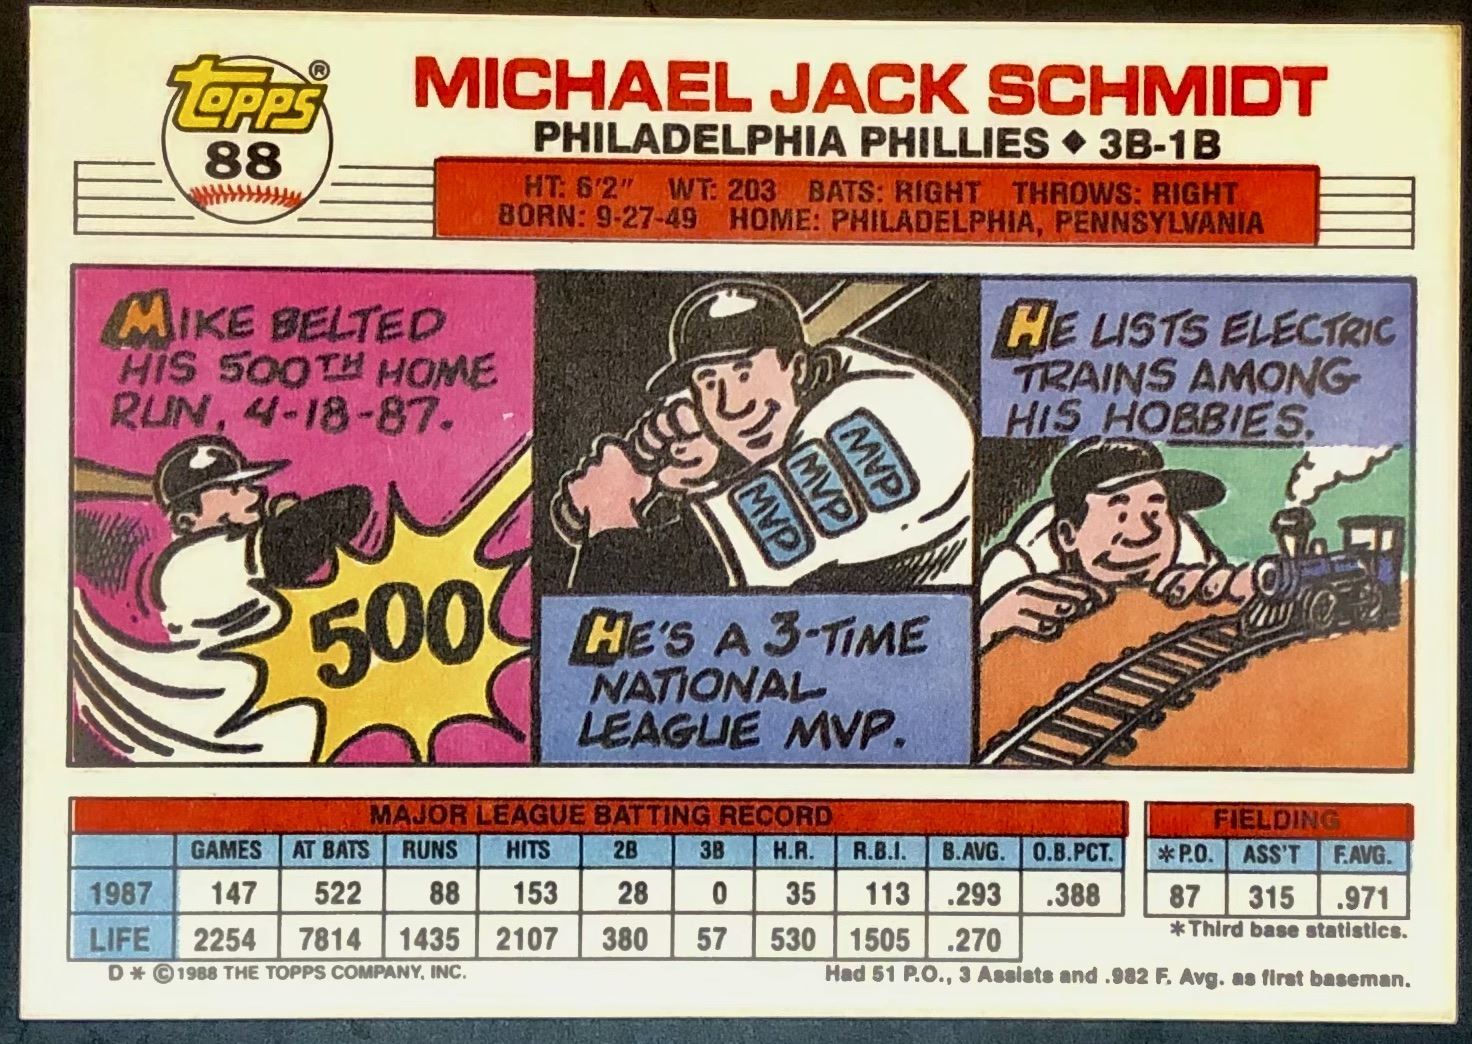 topps®
88
MICHAEL JACK SCHMIDT
PHILADELPHIA PHILLIES ◆ 3B-1B
HT: 6'2" WT: 203 BATS: RIGHT THROWS: RIGHT
BORN: 9-27-49 HOME: PHILADELPHIA, PENNSYLVANIA
MIKE BELTED
HIS 500TH HOME
RUN, 4-18-87.
500
MVP MVP MVP
HE'S A 3-TIME
NATIONAL
LEAGUE MVP.
HE LISTS ELECTRIC
TRAINS AMONG
HIS HOBBIES.
MAJOR LEAGUE BATTING RECORD
GAMES AT BATS RUNS HITS 2B 3B H.R. R.B.I. B.AVG. O.B.PCT.
1987 147 522 88 153 28 0 35 113 .293 .388
LIFE 2254 7814 1435 2107 380 57 530 1505 .270
FIELDING
*P.O. ASS'T F.AVG.
87 315 .971
*Third base statistics.
D * © 1988 THE TOPPS COMPANY, INC.
Had 51 P.O., 3 Assists and .982 F. Avg. as first baseman.